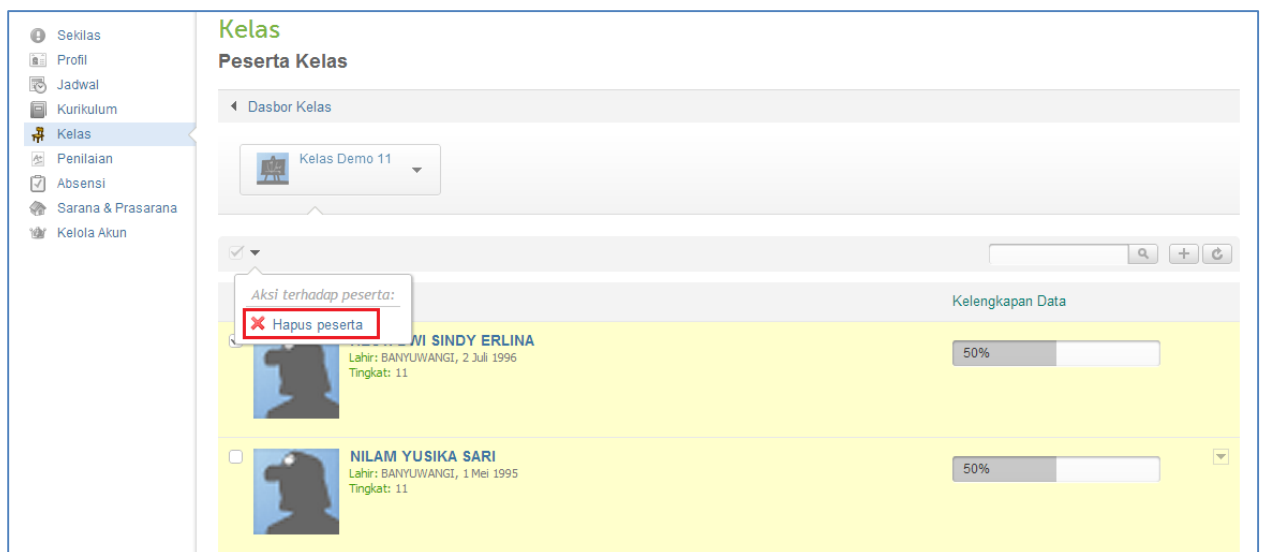 Sekilas
Profil
Jadwal
Kurikulum
Kelas
Penilaian
Absensi
Sarana & Prasarana
Kelola Akun
Kelas
Peserta Kelas
Dasbor Kelas
Kelas Demo 11
Aksi terhadap peserta:
Hapus peserta
Kelengkapan Data
SINDY ERLINA
Lahir: BANYUWANGI, 2 Juli 1996
Tingkat: 11
50%
NILAM YUSIKA SARI
Lahir: BANYUWANGI, 1 Mei 1995
Tingkat: 11
50%